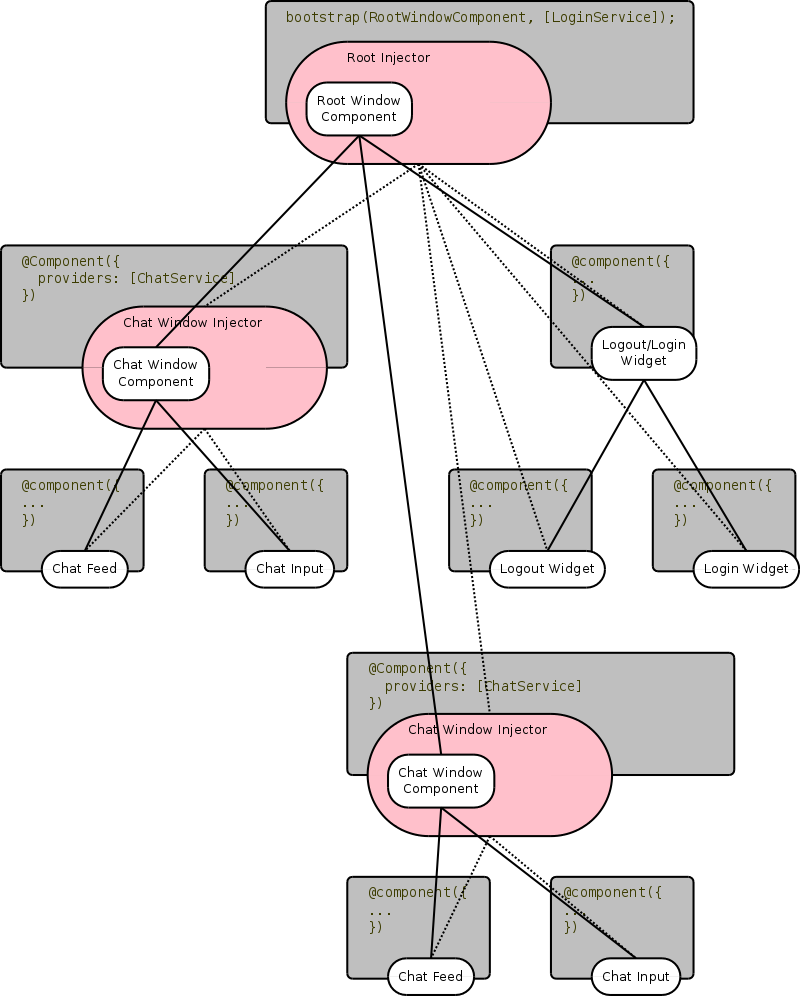 bootstrap(RootWindowComponent, [LoginService]);
Root Injector
Root Window
Component
@Component({
  providers: [ChatService]
})
Chat Window Injector
Chat Window
Component
@component({
...
})
Logout/Login
Widget
@component({
...
})
Chat Feed
@component({
...
})
Chat Input
@component({
...
})
Logout Widget
@component({
...
})
Login Widget
@Component({
  providers: [ChatService]
})
Chat Window Injector
Chat Window
Component
@component({
...
})
Chat Feed
@component({
...
})
Chat Input